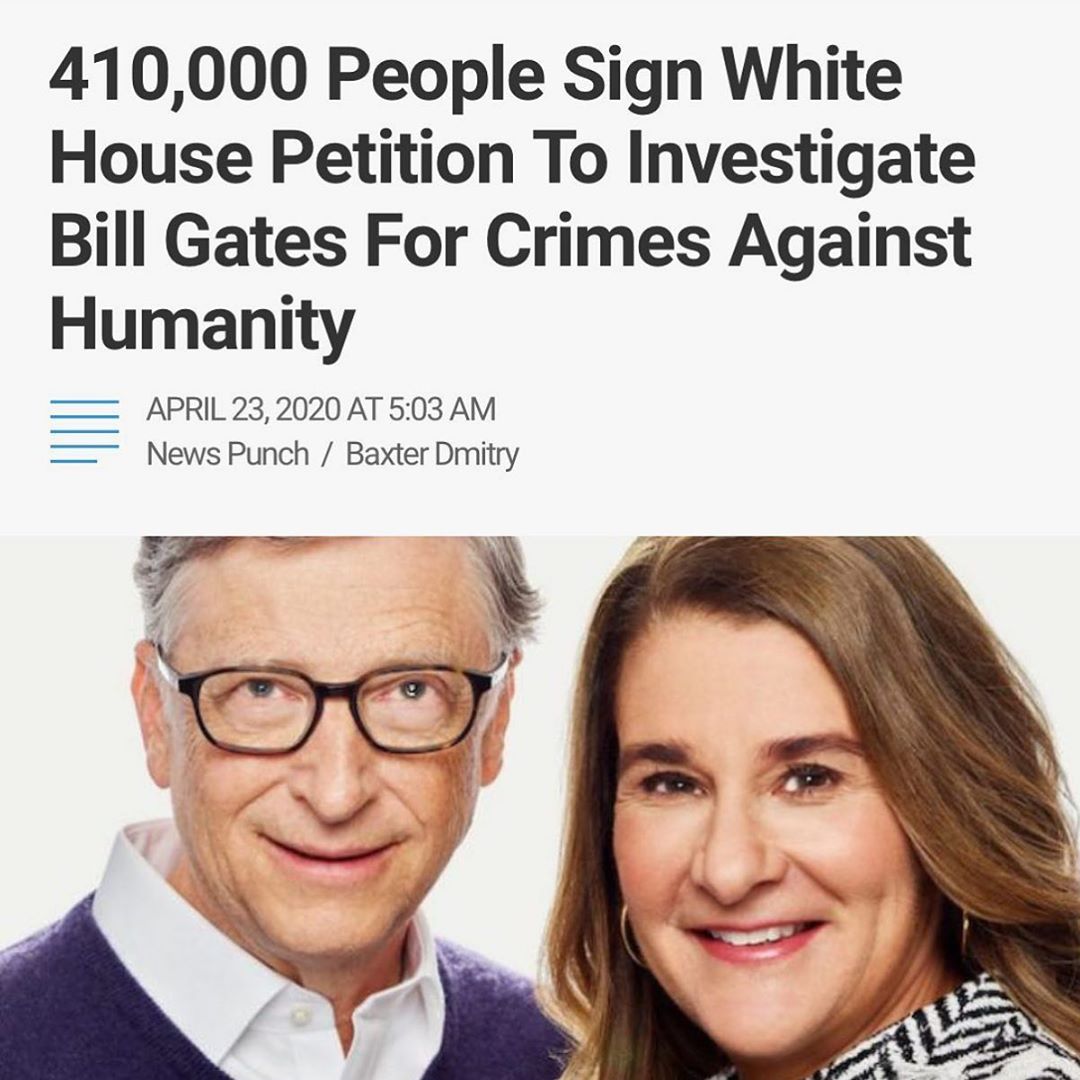 410,000 People Sign White
House Petition To Investigate
Bill Gates For Crimes Against
Humanity
APRIL 23, 2020 AT 5:03 AM
News Punch / Baxter Dmitry